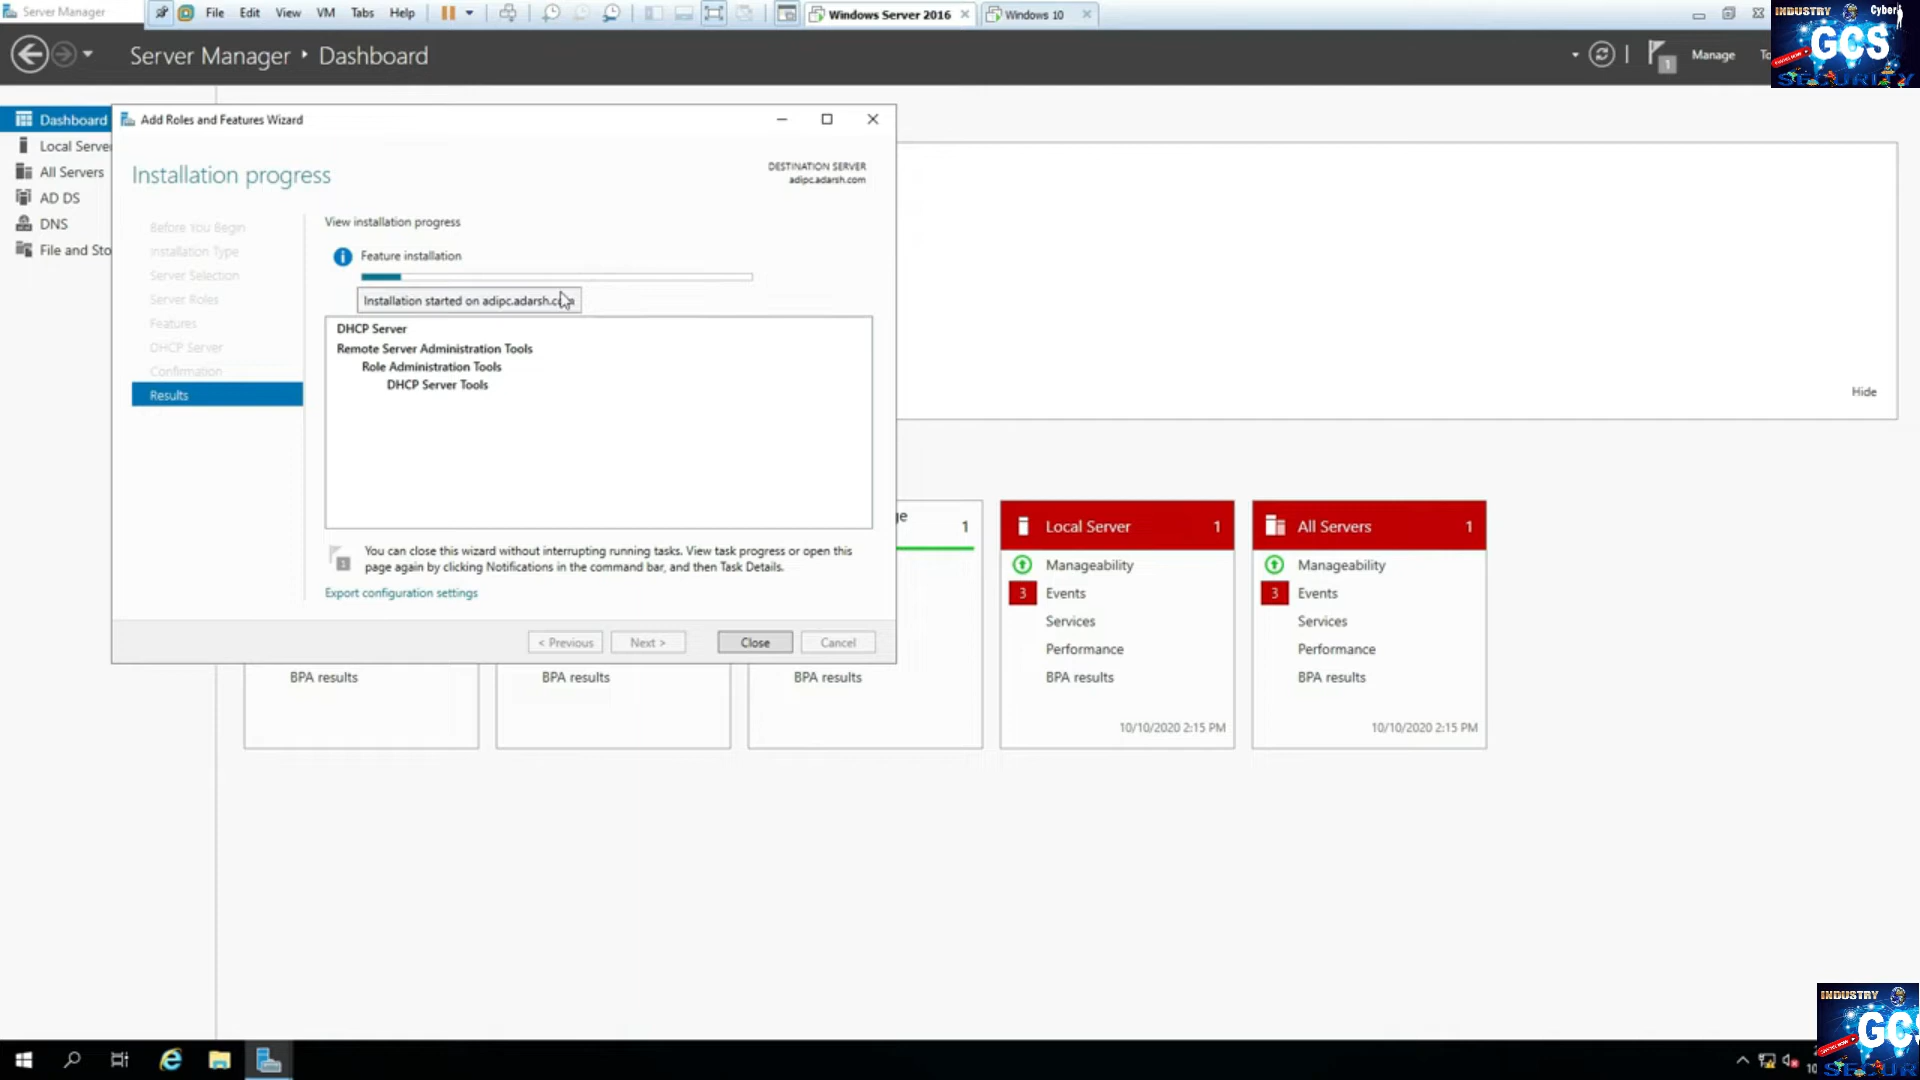 Server Manager
File Edit View VM Tabs Help
Windows Server 2016
Windows 10
INDUSTRY Cyber
GCS
SECURITY
Server Manager Dashboard
1
Manage
Dashboard
Local Serve
All Servers
AD DS
DNS
File and Sto
Add Roles and Features Wizard
Installation progress
DESTINATION SERVER
adipc.adarsh.com
Before You Begin
Installation Type
Server Selection
Server Roles
Features
DHCP Server
Confirmation
Results
View installation progress
Feature installation
Installation started on adipc.adarsh.com
DHCP Server
Remote Server Administration Tools
Role Administration Tools
DHCP Server Tools
You can close this wizard without interrupting running tasks. View task progress or open this
page again by clicking Notifications in the command bar, and then Task Details.
Export configuration settings
< Previous
Next >
Close
Cancel
Hide
ge 1
Local Server 1
Manageability
3 Events
Services
Performance
BPA results
10/10/2020 2:15 PM
All Servers 1
Manageability
3 Events
Services
Performance
BPA results
10/10/2020 2:15 PM
BPA results
BPA results
BPA results
INDUSTRY
GCS
SECUR
10